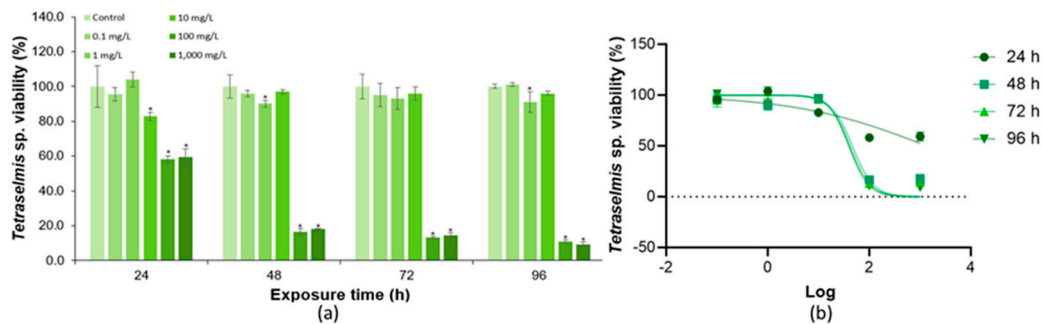 Control
0.1 mg/L
1 mg/L
10 mg/L
100 mg/L
1,000 mg/L
Tetraselmis sp. viability (%)
140.0
120.0
100.0
80.0
60.0
40.0
20.0
0.0
* * *
* * *
* *
* * *
24 48 72 96
Exposure time (h)
(a)
Tetraselmis sp. viability (%)
150
100
50
0
-50
-2 0 2 4
Log
24 h
48 h
72 h
96 h
(b)